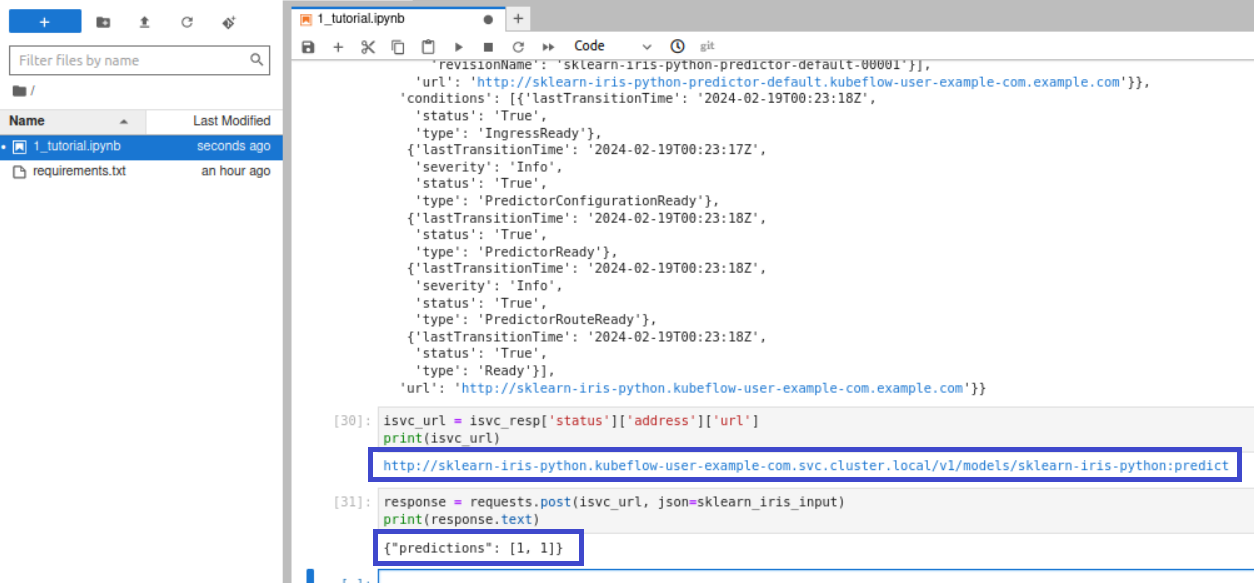 +
Filter files by name
/
Name Last Modified
1_tutorial.ipynb seconds ago
requirements.txt an hour ago
1_tutorial.ipynb
+
Code
git
'revisionName': 'sklearn-iris-python-predictor-default-00001'}],
'url': 'http://sklearn-iris-python-predictor-default.kubeflow-user-example-com.example.com'}},
'conditions': [{'lastTransitionTime': '2024-02-19T00:23:18Z',
'status': 'True',
'type': 'IngressReady'},
{'lastTransitionTime': '2024-02-19T00:23:17Z',
'severity': 'Info',
'status': 'True',
'type': 'PredictorConfigurationReady'},
{'lastTransitionTime': '2024-02-19T00:23:18Z',
'status': 'True',
'type': 'PredictorReady'},
{'lastTransitionTime': '2024-02-19T00:23:18Z',
'severity': 'Info',
'status': 'True',
'type': 'PredictorRouteReady'},
{'lastTransitionTime': '2024-02-19T00:23:18Z',
'status': 'True',
'type': 'Ready'}],
'url': 'http://sklearn-iris-python.kubeflow-user-example-com.example.com'}}
[30]: isvc_url = isvc_resp['status']['address']['url']
print(isvc_url)
http://sklearn-iris-python.kubeflow-user-example-com.svc.cluster.local/v1/models/sklearn-iris-python:predict
[31]: response = requests.post(isvc_url, json=sklearn_iris_input)
print(response.text)
{"predictions": [1, 1]}
[ ]: